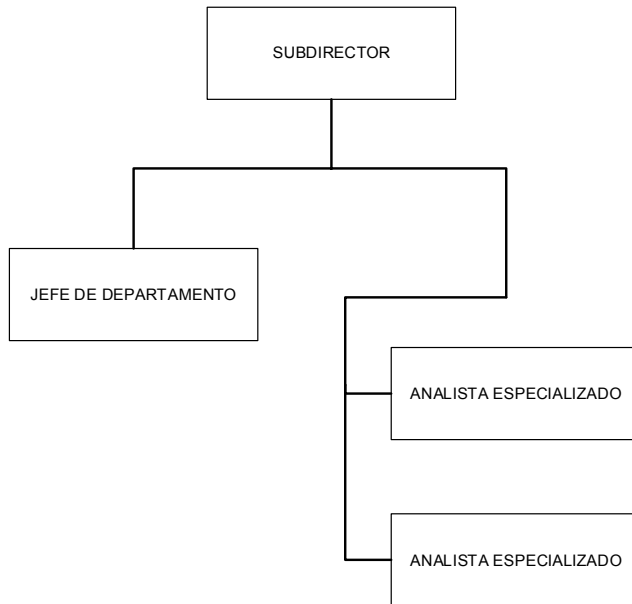 SUBDIRECTOR
JEFE DE DEPARTAMENTO
ANALISTA ESPECIALIZADO
ANALISTA ESPECIALIZADO